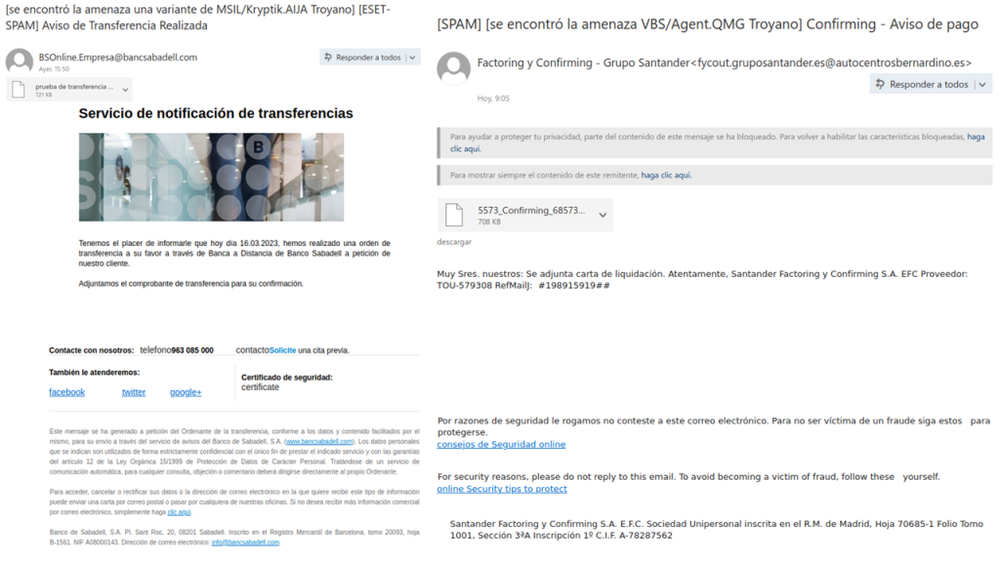 [se encontró la amenaza una variante de MSIL/Kryptik.AIJA Troyano] [ESET-
SPAM] Aviso de Transferencia Realizada
BSOnline.Empresa@bancsabadell.com
Ayer, 15:50
Responder a todos
prueba de transferencia ...
721 KB
Servicio de notificación de transferencias
B
S
Tenemos el placer de informarle que hoy día 16.03.2023, hemos realizado una orden de
transferencia a su favor a través de Banca a Distancia de Banco Sabadell a petición de
nuestro cliente.
Adjuntamos el comprobante de transferencia para su confirmación.
Contacte con nosotros: telefono963 085 000 contactoSolicite una cita previa.
También le atenderemos:
facebook twitter google+
Certificado de seguridad:
certificate
Este mensaje se ha generado a petición del Ordenante de la transferencia, conforme a los datos y contenido facilitados por el
mismo, para su envío a través del servicio de avisos del Banco de Sabadell, S.A. (www.bancsabadell.com). Los datos personales
que se indican son utilizados de forma estrictamente confidencial con el único fin de prestar el indicado servicio y con las garantías
del artículo 12 de la Ley Orgánica 15/1999 de Protección de Datos de Carácter Personal. Tratándose de un servicio de
comunicación automática, para cualquier consulta, objeción o comentario deberá dirigirse directamente al propio Ordenante.
Para acceder, cancelar o rectificar sus datos o la dirección de correo electrónico en la que quiere recibir este tipo de información
puede enviar una carta por correo postal o pasar por cualquiera de nuestras oficinas. Si no desea recibir más información comercial
por correo electrónico, simplemente haga clic aquí.
Banco de Sabadell, S.A. Pl. Sant Roc, 20, 08201 Sabadell. Inscrito en el Registro Mercantil de Barcelona, tomo 20093, hoja
B-1561. NIF A08000143. Dirección de correo electrónico: info@bancsabadell.com.
[SPAM] [se encontró la amenaza VBS/Agent.QMG Troyano] Confirming - Aviso de pago
Factoring y Confirming - Grupo Santander<fycout.gruposantander.es@autocentrosbernardino.es>
Responder a todos
Hoy, 9:05
Para ayudar a proteger tu privacidad, parte del contenido de este mensaje se ha bloqueado. Para volver a habilitar las características bloqueadas, haga
clic aquí.
Para mostrar siempre el contenido de este remitente, haga clic aquí.
5573_Confirming_68573...
708 KB
descargar
Muy Sres. nuestros: Se adjunta carta de liquidación. Atentamente, Santander Factoring y Confirming S.A. EFC Proveedor:
TOU-579308 RefMailJ: #198915919##
Por razones de seguridad le rogamos no conteste a este correo electrónico. Para no ser víctima de un fraude siga estos para
protegerse.
consejos de Seguridad online
For security reasons, please do not reply to this email. To avoid becoming a victim of fraud, follow these yourself.
online Security tips to protect
Santander Factoring y Confirming S.A. E.F.C. Sociedad Unipersonal inscrita en el R.M. de Madrid, Hoja 70685-1 Folio Tomo
1001, Sección 3ªA Inscripción 1º C.I.F. A-78287562